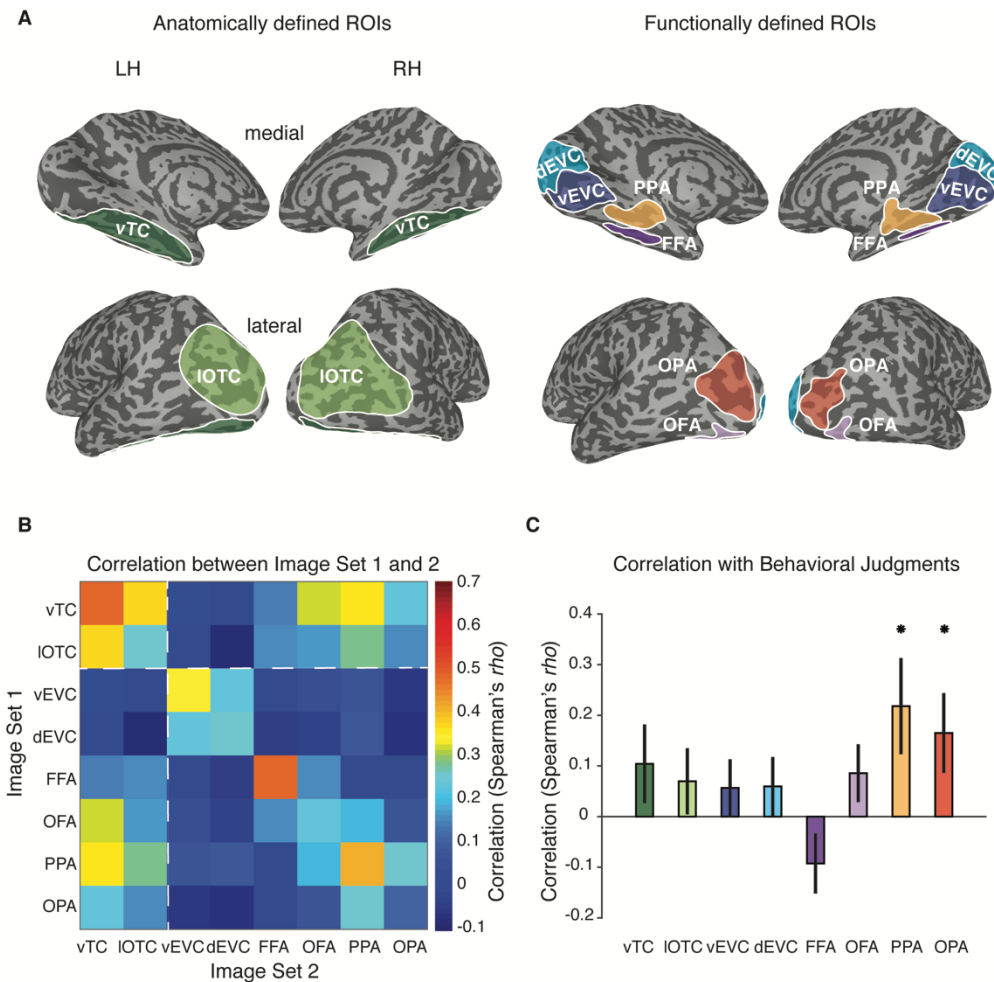 A
Anatomically defined ROIs
Functionally defined ROIs
LH
RH
medial
vTC
vTC
dEVC
vEVC
PPA
FFA
PPA
dEVC
vEVC
FFA
lateral
lOTC
lOTC
OPA
OFA
OPA
OFA
B
Correlation between Image Set 1 and 2
Image Set 1
vTC
lOTC
vEVC
dEVC
FFA
OFA
PPA
OPA
vTC lOTC vEVC dEVC FFA OFA PPA OPA
Image Set 2
0.7
0.6
0.5
0.4
0.3
0.2
0.1
0
-0.1
Correlation (Spearman's rho)
C
Correlation with Behavioral Judgments
Correlation (Spearman's rho)
0.4
0.3
0.2
0.1
0
-0.1
-0.2
* *
vTC lOTC vEVC dEVC FFA OFA PPA OPA